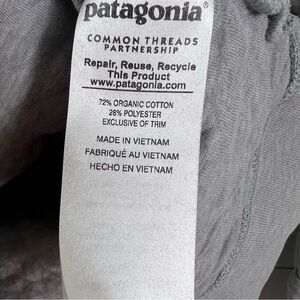 patagonia®
COMMON THREADS
PARTNERSHIP
Repair, Reuse, Recycle
This Product
www.patagonia.com
72% ORGANIC COTTON
28% POLYESTER
EXCLUSIVE OF TRIM
MADE IN VIETNAM
FABRIQUÉ AU VIETNAM
HECHO EN VIETNAM